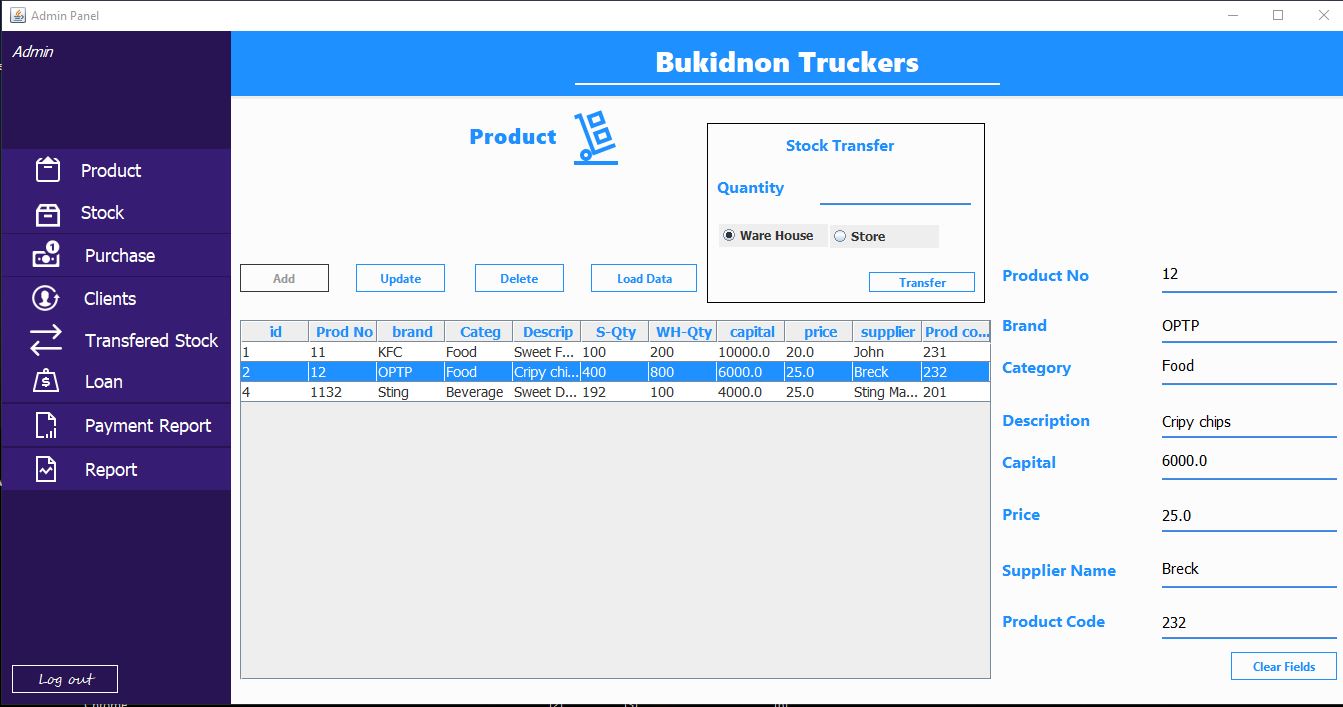 Admin Panel
Admin
Bukidnon Truckers
Product
Stock
Purchase
Clients
Transfered Stock
Loan
Payment Report
Report
Log out
Product
Stock Transfer
Quantity
Ware House Store
Transfer
Add Update Delete Load Data
id Prod No brand Categ Descrip S-Qty WH-Qty capital price supplier Prod co...
1 11 KFC Food Sweet F... 100 200 10000.0 20.0 John 231
2 12 OPTP Food Cripy chi... 400 800 6000.0 25.0 Breck 232
4 1132 Sting Beverage Sweet D... 192 100 4000.0 25.0 Sting Ma... 201
Product No 12
Brand OPTP
Category Food
Description Cripy chips
Capital 6000.0
Price 25.0
Supplier Name Breck
Product Code 232
Clear Fields